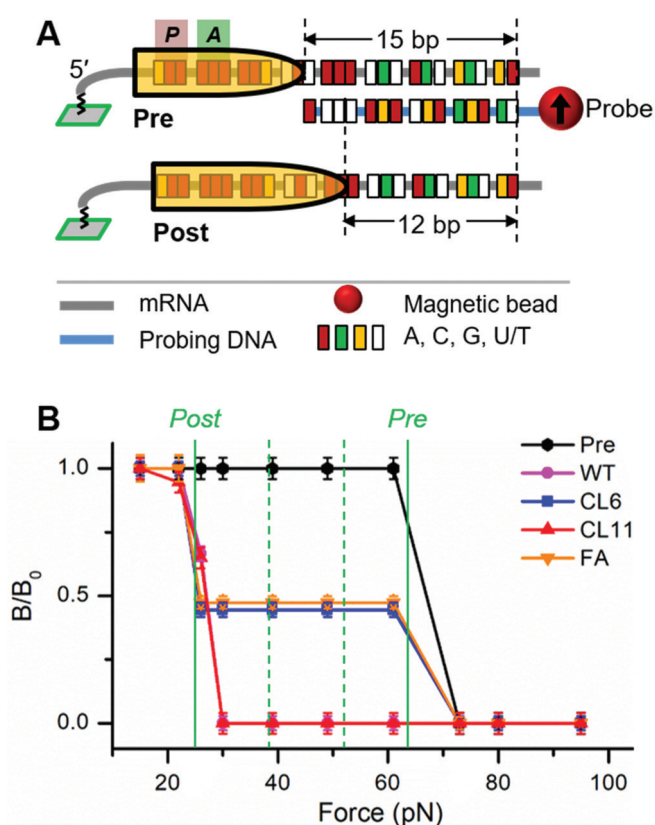 A
P A
15 bp
5′
Pre
Probe
Post
12 bp
mRNA
Magnetic bead
Probing DNA
A, C, G, U/T
B
Post
Pre
Pre
WT
CL6
CL11
FA
1.0
0.5
0.0
B/B0
20 40 60 80 100
Force (pN)